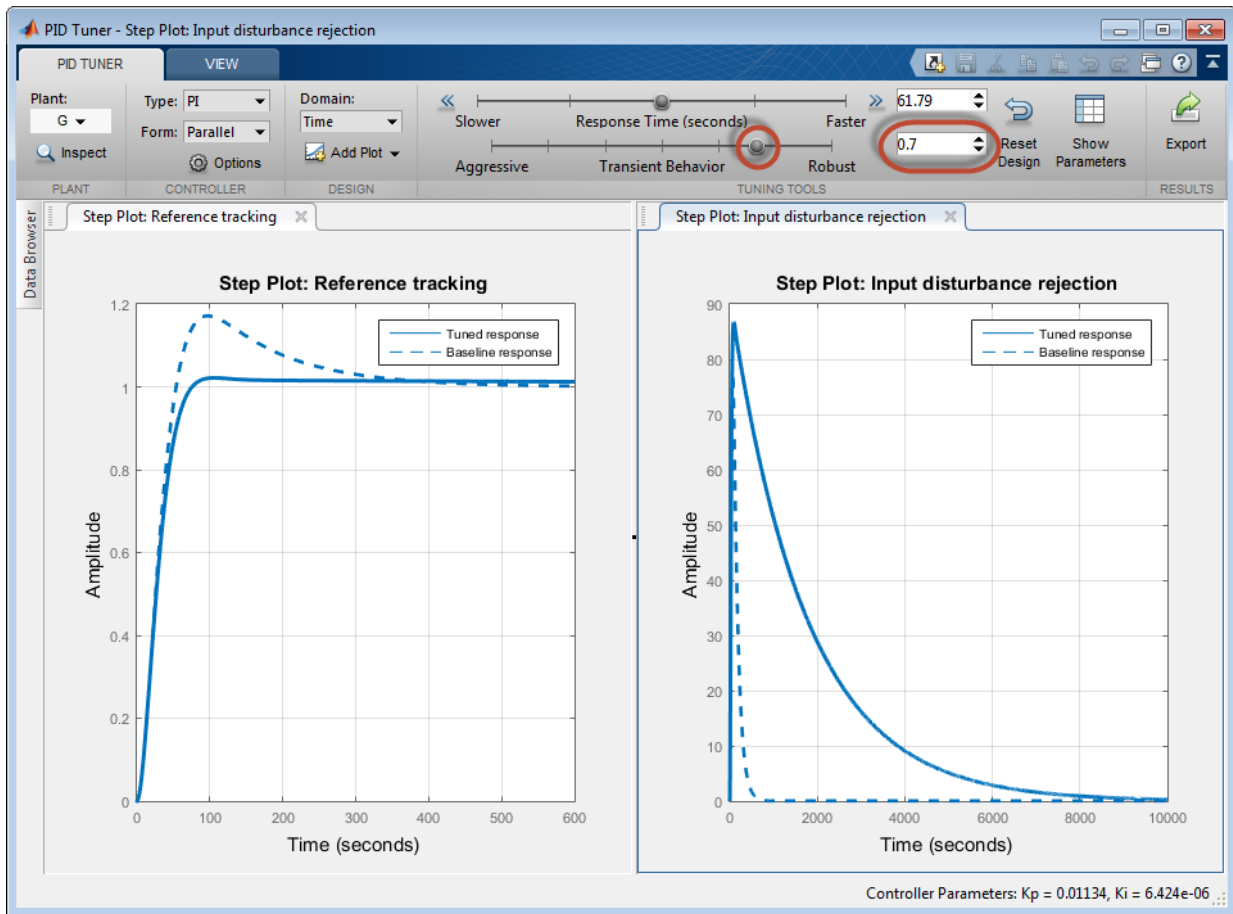 PID Tuner - Step Plot: Input disturbance rejection
PID TUNER VIEW
Plant: Type: PI Domain: 61.79
G Form: Parallel Time Slower Response Time (seconds) Faster
Inspect Options Add Plot Aggressive Transient Behavior Robust 0.7 Reset Design Show Parameters Export
PLANT CONTROLLER DESIGN TUNING TOOLS RESULTS
Data Browser
Step Plot: Reference tracking
Step Plot: Reference tracking
Tuned response
Baseline response
Amplitude
1.2
1
0.8
0.6
0.4
0.2
0
0 100 200 300 400 500 600
Time (seconds)
Step Plot: Input disturbance rejection
Step Plot: Input disturbance rejection
Tuned response
Baseline response
Amplitude
90
80
70
60
50
40
30
20
10
0
0 2000 4000 6000 8000 10000
Time (seconds)
Controller Parameters: Kp = 0.01134, Ki = 6.424e-06